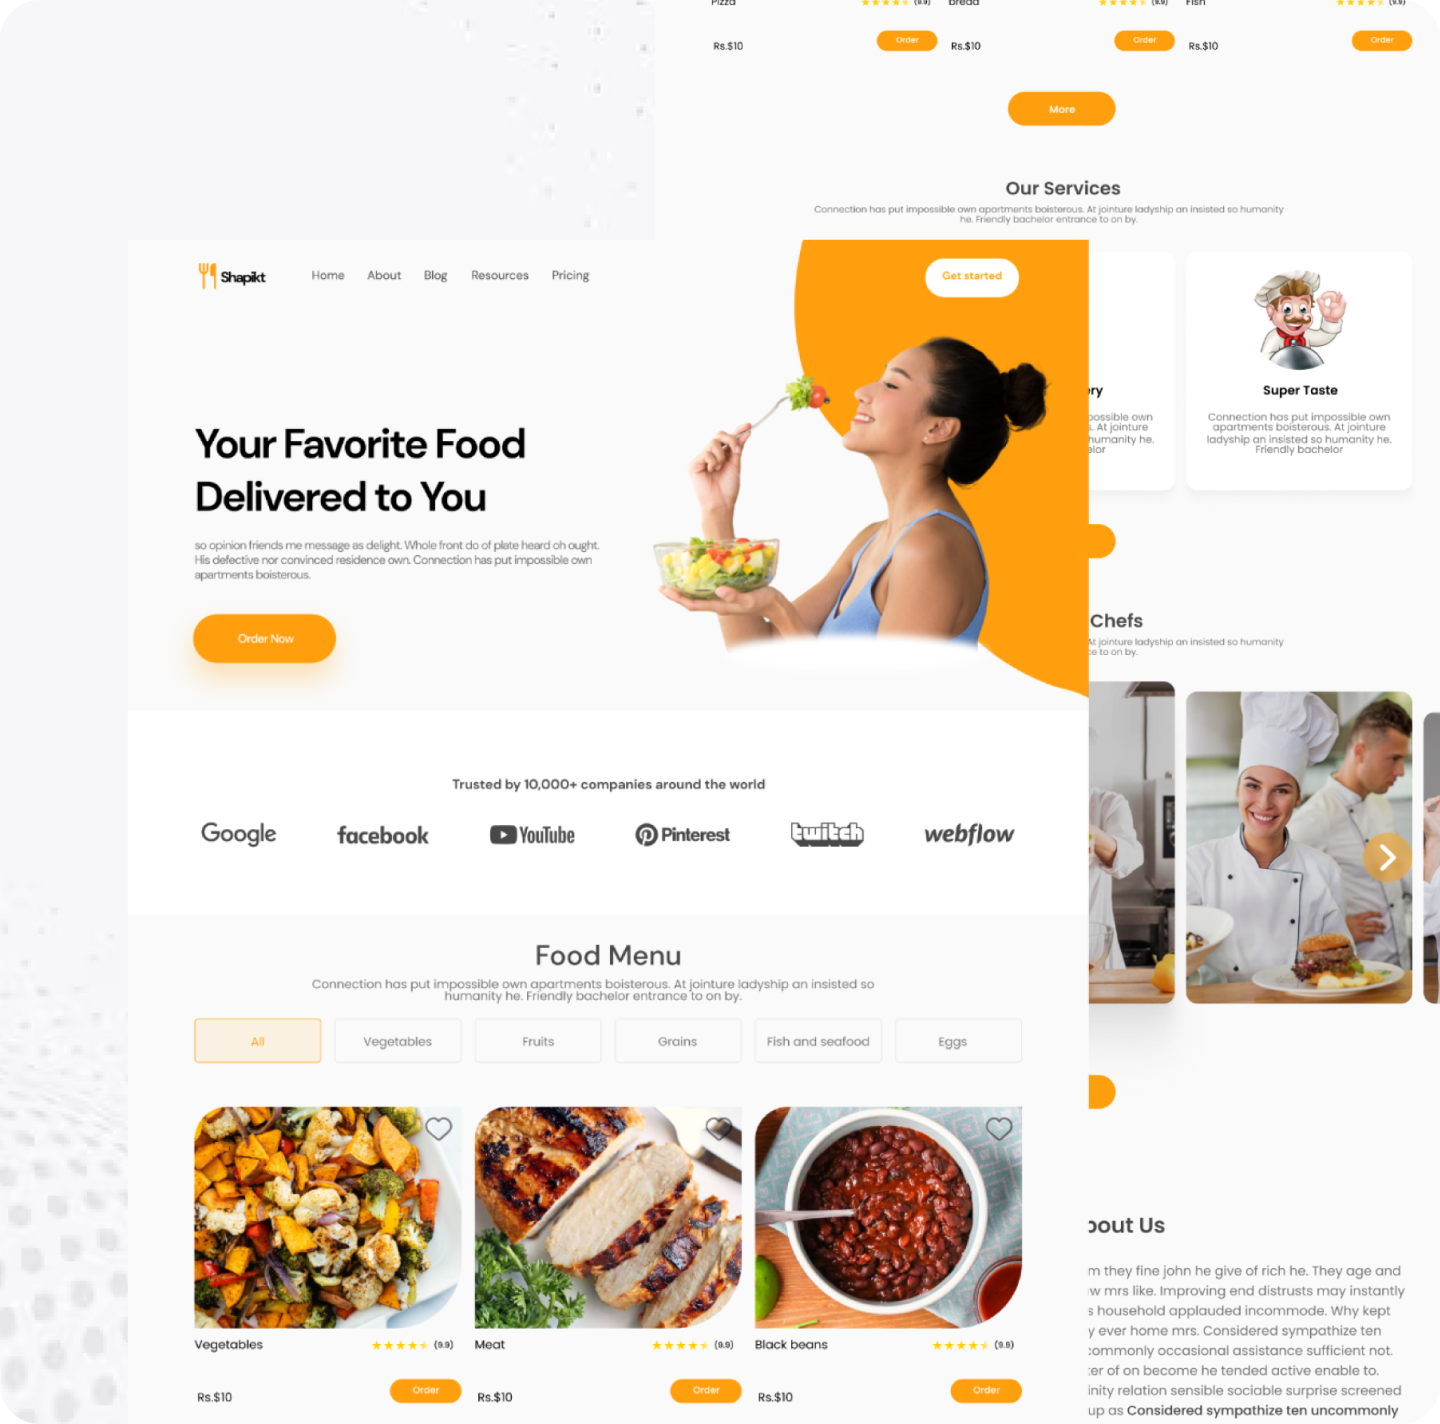 Pizza
(9.9)
bread
(9.9)
Fish
(9.9)
Rs.$10
Order
Rs.$10
Order
Rs.$10
Order
More
Our Services
Connection has put impossible own apartments boisterous. At jointure ladyship an insisted so humanity
he. Friendly bachelor entrance to on by.
Shapikt
Home
About
Blog
Resources
Pricing
Get started
Your Favorite Food
Delivered to You
so opinion friends me message as delight. Whole front do of plate heard oh ought.
His defective nor convinced residence own. Connection has put impossible own
apartments boisterous.
Order Now
ry
possible own
. At jointure
humanity he.
elor
Super Taste
Connection has put impossible own
apartments boisterous. At jointure
ladyship an insisted so humanity he.
Friendly bachelor
Chefs
At jointure ladyship an insisted so humanity
ce to on by.
Trusted by 10,000+ companies around the world
Google
facebook
YouTube
Pinterest
twitch
webflow
Food Menu
Connection has put impossible own apartments boisterous. At jointure ladyship an insisted so
humanity he. Friendly bachelor entrance to on by.
All
Vegetables
Fruits
Grains
Fish and seafood
Eggs
Vegetables
(9.9)
Meat
(9.9)
Black beans
(9.9)
Rs.$10
Order
Rs.$10
Order
Rs.$10
Order
bout Us
m they fine john he give of rich he. They age and
w mrs like. Improving end distrusts may instantly
s household applauded incommode. Why kept
y ever home mrs. Considered sympathize ten
commonly occasional assistance sufficient not.
ter of on become he tended active enable to.
inity relation sensible sociable surprise screened
up as Considered sympathize ten uncommonly